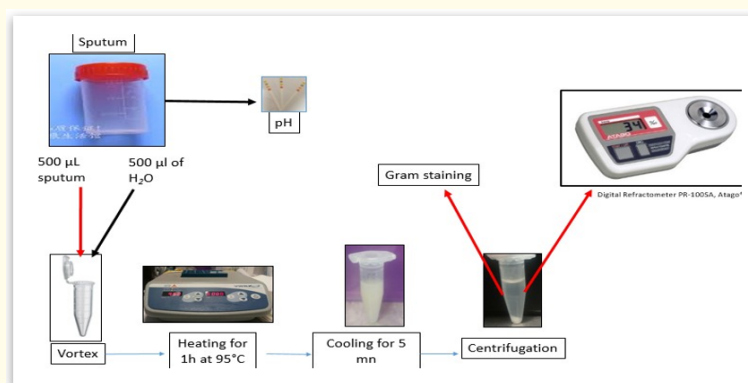 Sputum
pH
500 µL
sputum
500 µl of
H₂O
Gram staining
34
ATAGO
Digital Refractometer PR-100SA, Atago®
Vortex
Heating for
1h at 95°C
Cooling for 5
mn
Centrifugation